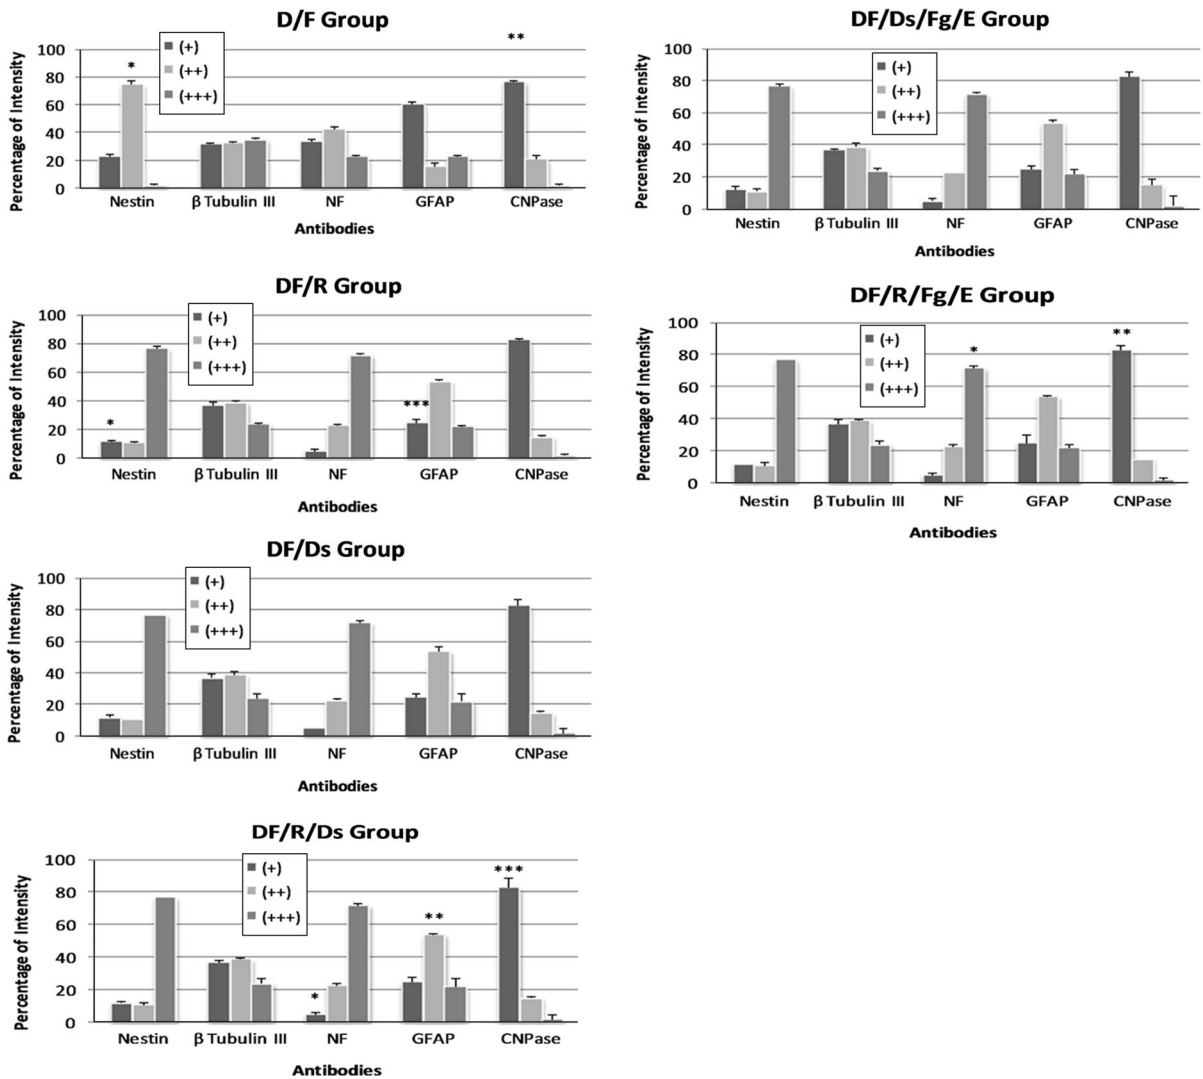 D/F Group
Percentage of Intensity
100
80
60
40
20
0
(+)
(++)
(+++)
*
**
Nestin β Tubulin III NF GFAP CNPase
Antibodies
DF/R Group
Percentage of Intensity
100
80
60
40
20
0
(+)
(++)
(+++)
*
***
Nestin β Tubulin III NF GFAP CNPase
Antibodies
DF/Ds Group
Percentage of Intensity
100
80
60
40
20
0
(+)
(++)
(+++)
Nestin β Tubulin III NF GFAP CNPase
Antibodies
DF/R/Ds Group
Percentage of Intensity
100
80
60
40
20
0
(+)
(++)
(+++)
*
**
***
Nestin β Tubulin III NF GFAP CNPase
Antibodies
DF/Ds/Fg/E Group
Percentage of Intensity
100
80
60
40
20
0
(+)
(++)
(+++)
Nestin β Tubulin III NF GFAP CNPase
Antibodies
DF/R/Fg/E Group
Percentage of Intensity
100
80
60
40
20
0
(+)
(++)
(+++)
*
**
Nestin β Tubulin III NF GFAP CNPase
Antibodies